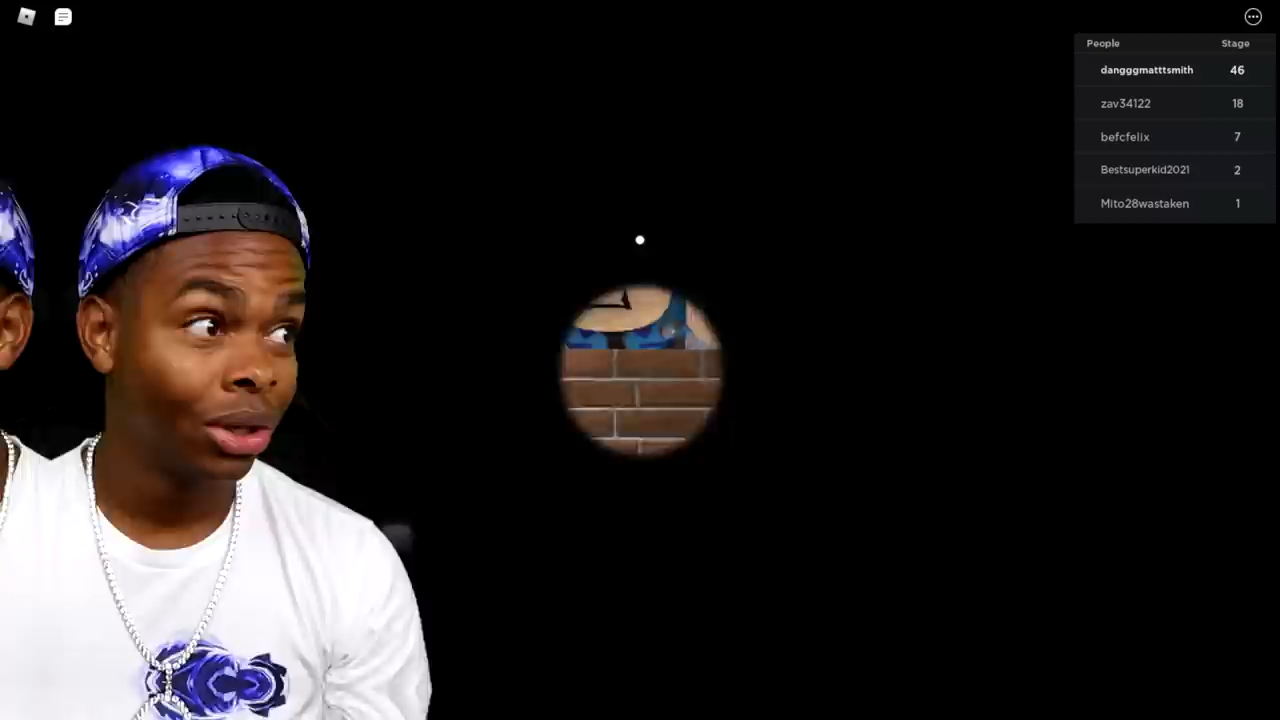 People Stage
dangggmatttsmith 46
zav34122 18
befcfelix 7
Bestsuperkid2021 2
Mito28wastaken 1